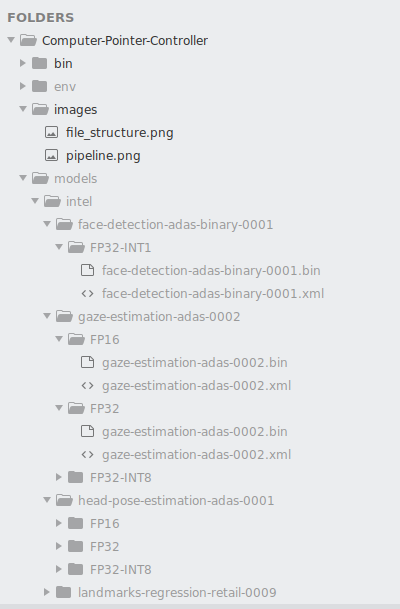 FOLDERS
Computer-Pointer-Controller
bin
env
images
file_structure.png
pipeline.png
models
intel
face-detection-adas-binary-0001
FP32-INT1
face-detection-adas-binary-0001.bin
face-detection-adas-binary-0001.xml
gaze-estimation-adas-0002
FP16
gaze-estimation-adas-0002.bin
gaze-estimation-adas-0002.xml
FP32
gaze-estimation-adas-0002.bin
gaze-estimation-adas-0002.xml
FP32-INT8
head-pose-estimation-adas-0001
FP16
FP32
FP32-INT8
landmarks-regression-retail-0009